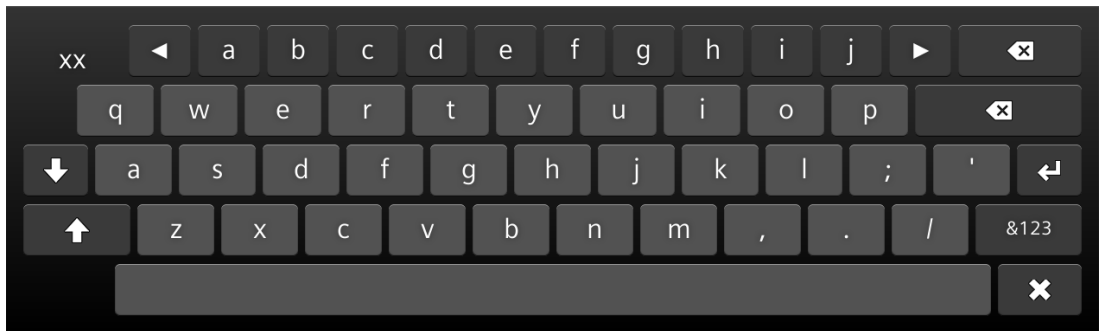 xx ◄ a b c d e f g h i j ►
q w e r t y u i o p
a s d f g h j k l ; '
z x c v b n m , . / &123